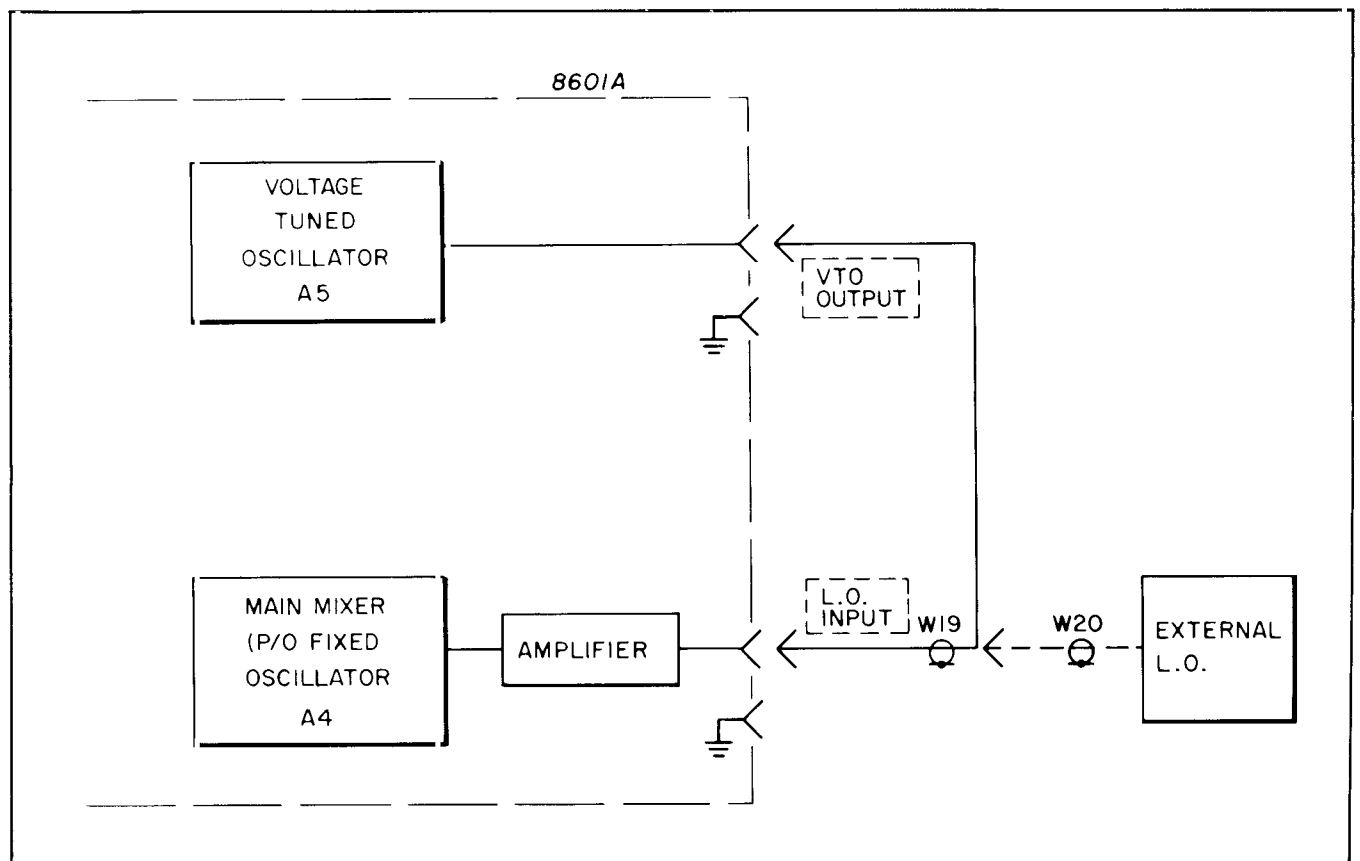 8601A
VOLTAGE
TUNED
OSCILLATOR
A5
VTO
OUTPUT
MAIN MIXER
(P/O FIXED
OSCILLATOR
A4
AMPLIFIER
L.O.
INPUT
W19
W20
EXTERNAL
L.O.